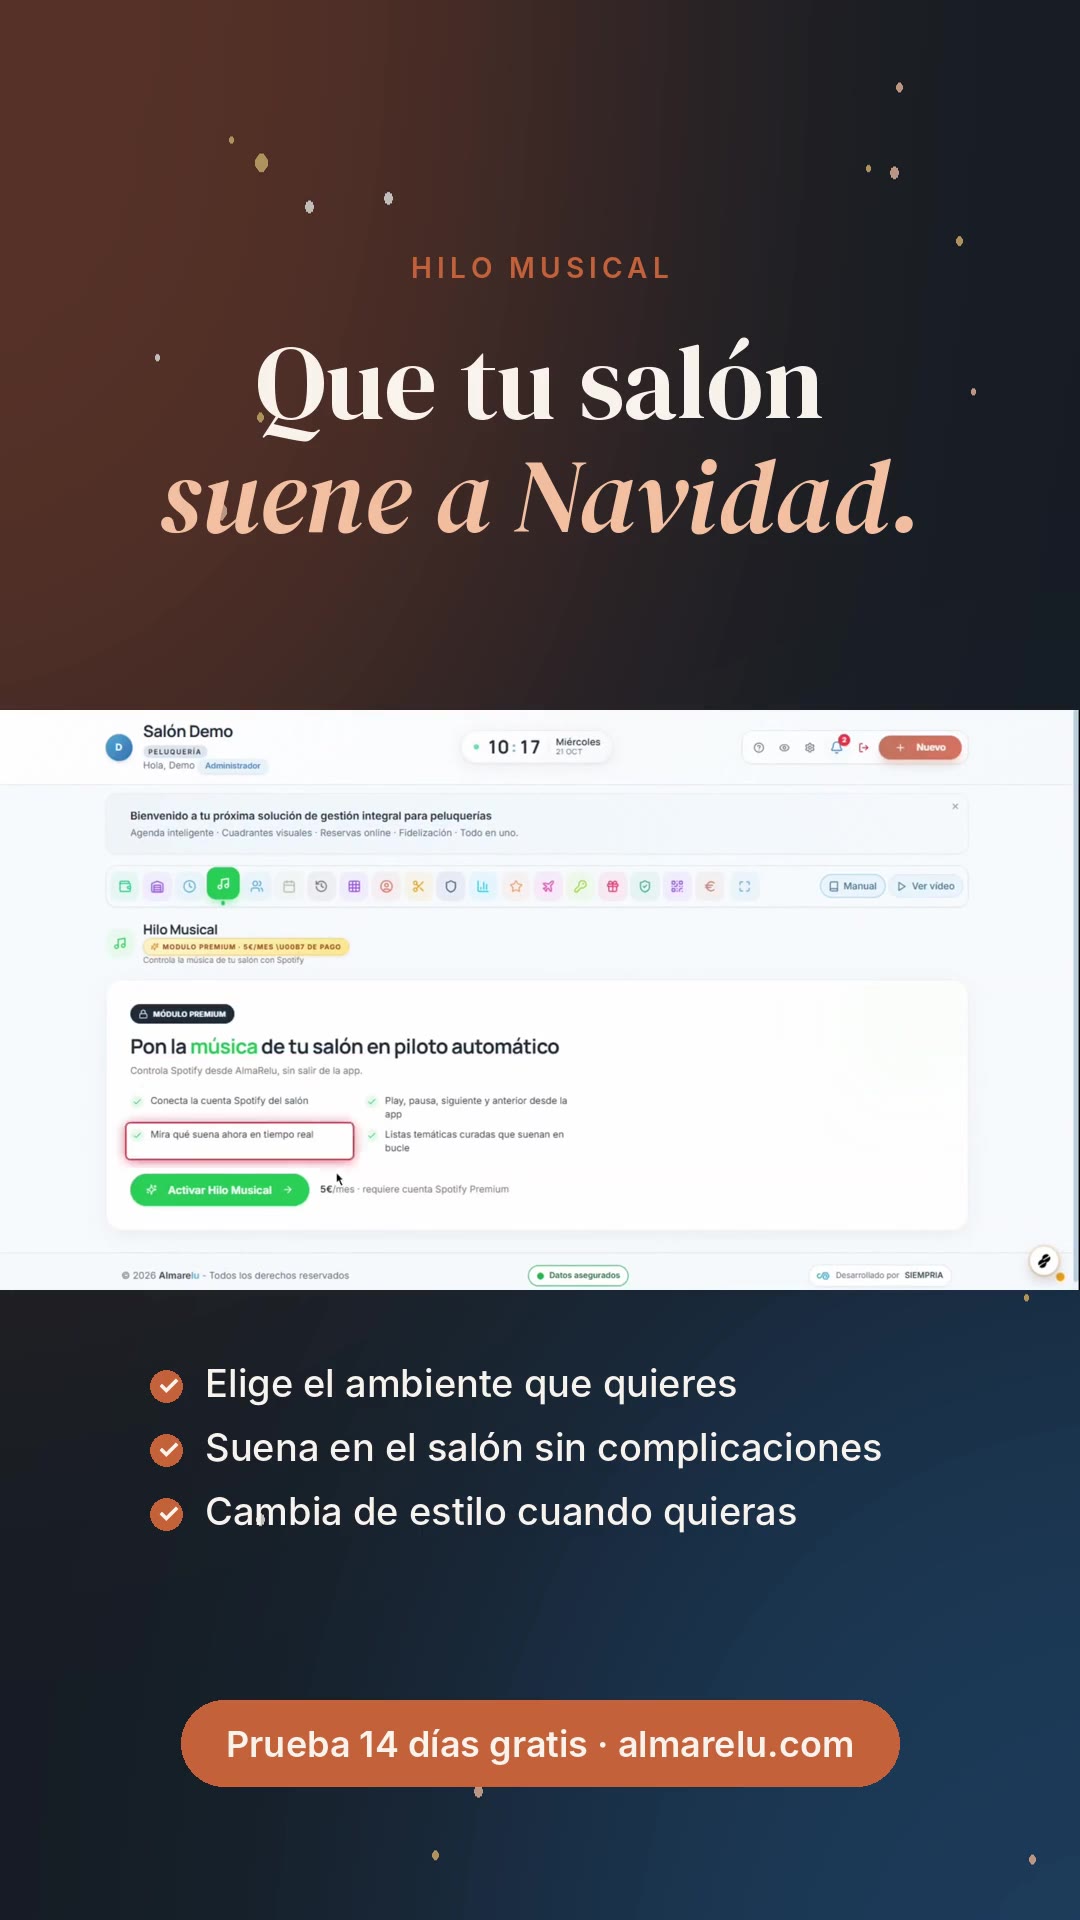 HILO MUSICAL
Que tu salón
suene a Navidad.
D
Salón Demo
PELUQUERÍA
Hola, Demo Administrador
10:17 Miércoles
21 OCT
2
+ Nuevo
Bienvenido a tu próxima solución de gestión integral para peluquerías
Agenda inteligente · Cuadrantes visuales · Reservas online · Fidelización · Todo en uno.
Manual
Ver vídeo
Hilo Musical
MODULO PREMIUM · 5€/MES \U00B7 DE PAGO
Controla la música de tu salón con Spotify
MÓDULO PREMIUM
Pon la música de tu salón en piloto automático
Controla Spotify desde AlmaRelu, sin salir de la app.
Conecta la cuenta Spotify del salón
Play, pausa, siguiente y anterior desde la
app
Mira qué suena ahora en tiempo real
Listas temáticas curadas que suenan en
bucle
Activar Hilo Musical →
5€/mes · requiere cuenta Spotify Premium
© 2026 Almarelu - Todos los derechos reservados
Datos asegurados
Desarrollado por SIEMPRIA
Elige el ambiente que quieres
Suena en el salón sin complicaciones
Cambia de estilo cuando quieras
Prueba 14 días gratis · almarelu.com